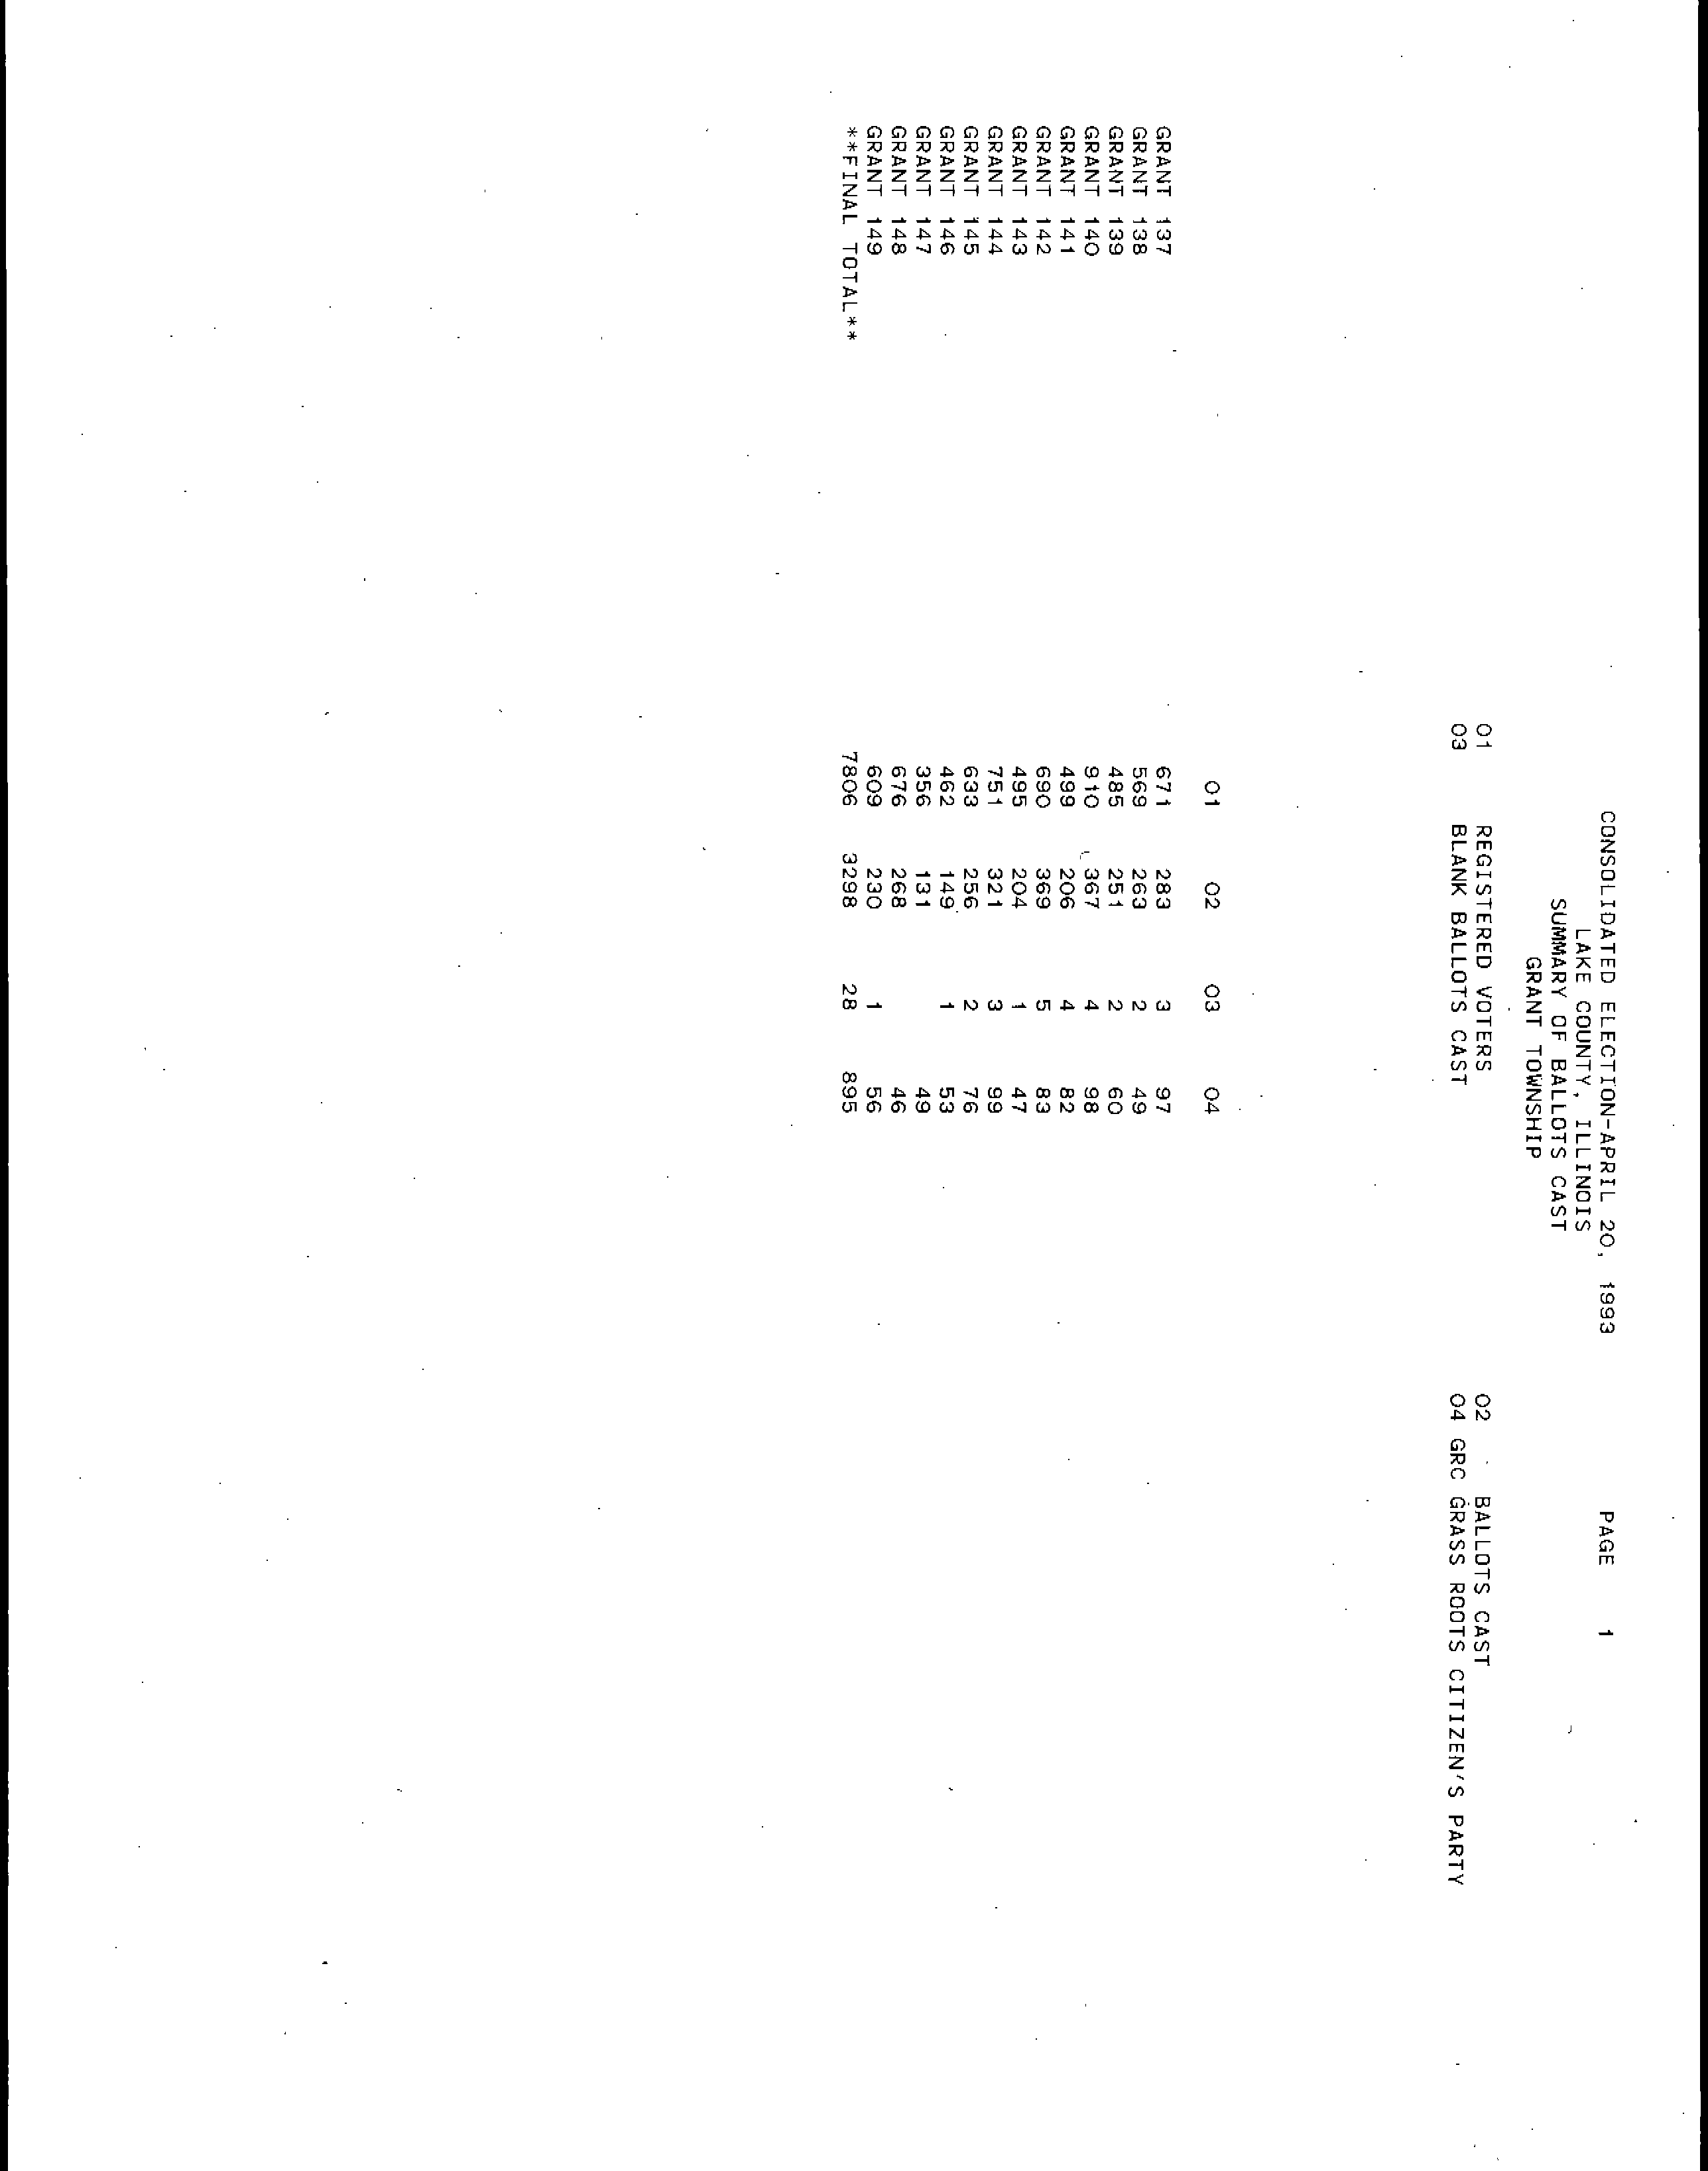 CONSOLIDATED ELECTION-APRIL 20, 1993 PAGE 1
LAKE COUNTY, ILLINOIS
SUMMARY OF BALLOTS CAST
GRANT TOWNSHIP
01 REGISTERED VOTERS 02 BALLOTS CAST
03 BLANK BALLOTS CAST 04 GRC GRASS ROOTS CITIZEN'S PARTY
01 02 03 04
GRANT 137 671 283 3 97
GRANT 138 569 263 2 49
GRANT 139 485 251 2 60
GRANT 140 910 367 4 98
GRANT 141 499 206 4 82
GRANT 142 690 369 5 83
GRANT 143 495 204 1 47
GRANT 144 751 321 3 99
GRANT 145 633 256 2 76
GRANT 146 462 149 1 53
GRANT 147 356 131 49
GRANT 148 676 268 46
GRANT 149 609 230 1 56
**FINAL TOTAL** 7806 3298 28 895